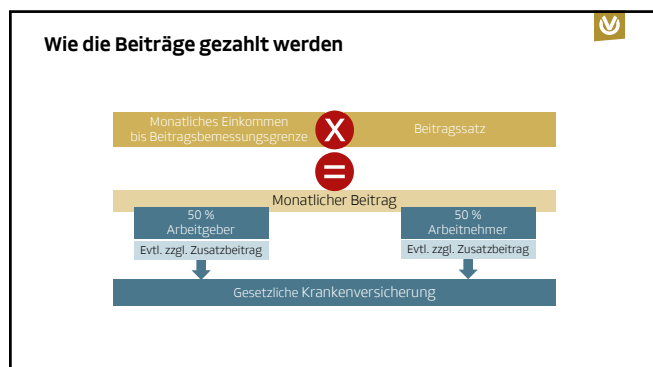 Wie die Beiträge gezahlt werden
Monatliches Einkommen
bis Beitragsbemessungsgrenze
X
Beitragssatz
=
Monatlicher Beitrag
50 %
Arbeitgeber
Evtl. zzgl. Zusatzbeitrag
50 %
Arbeitnehmer
Evtl. zzgl. Zusatzbeitrag
Gesetzliche Krankenversicherung